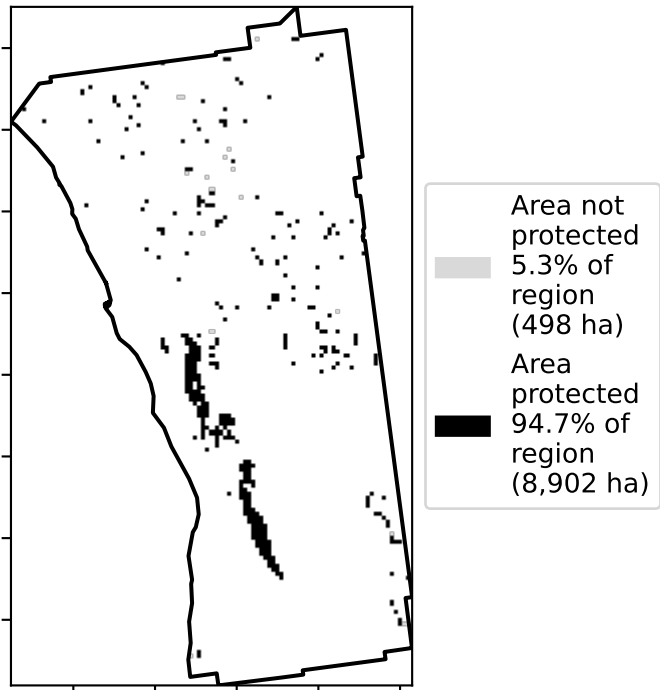 Area not
protected
5.3% of
region
(498 ha)
Area
protected
94.7% of
region
(8,902 ha)